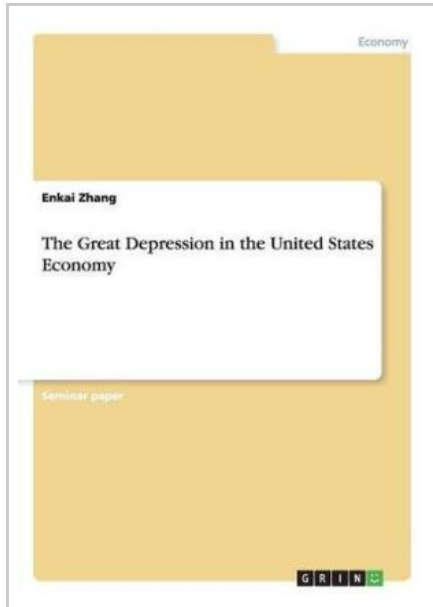 Economy
Enkai Zhang
The Great Depression in the United States
Economy
Seminar paper
GRIN